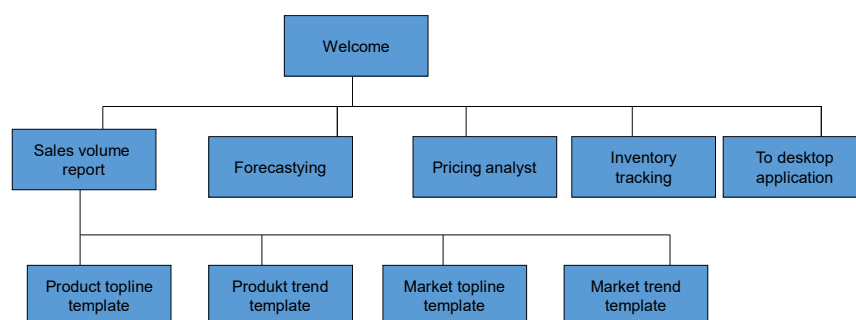 Welcome
Sales volume
report
Forecastying
Pricing analyst
Inventory
tracking
To desktop
application
Product topline
template
Produkt trend
template
Market topline
template
Market trend
template